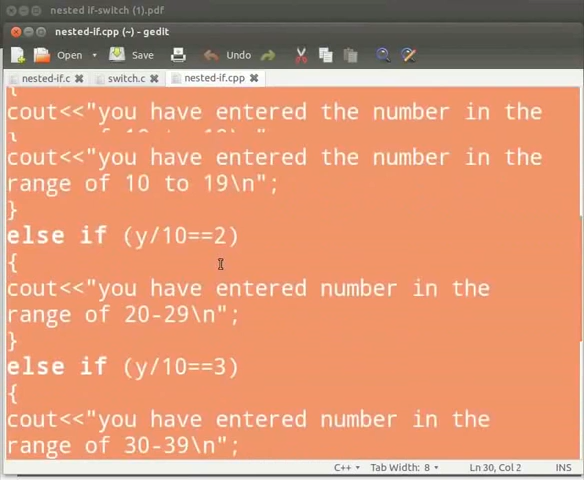 nested if-switch (1).pdf
nested-if.cpp (~) - gedit
Open Save Undo
nested-if.c switch.c nested-if.cpp
{
cout<<"you have entered the number in the
{
cout<<"you have entered the number in the
range of 10 to 19\n";
}
else if (y/10==2)
{
cout<<"you have entered number in the
range of 20-29\n";
}
else if (y/10==3)
{
cout<<"you have entered number in the
range of 30-39\n";
C++ Tab Width: 8 Ln 30, Col 2 INS